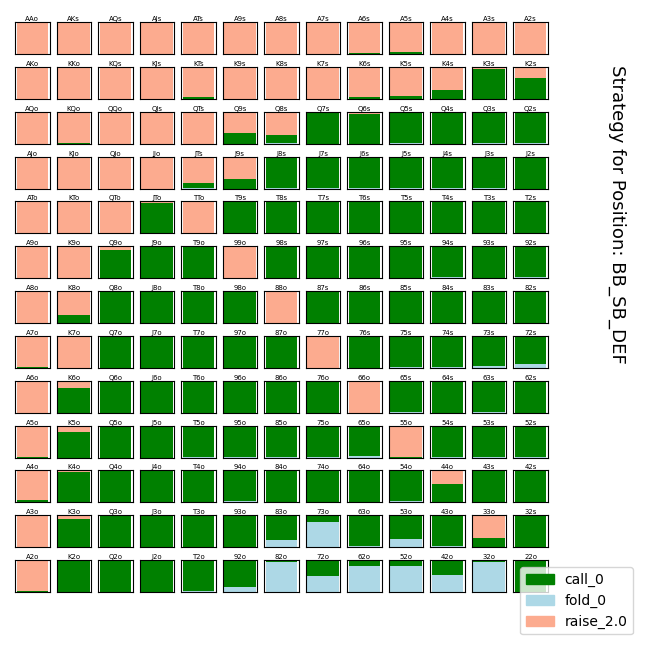 AAo AKs AQs AJs ATs A9s A8s A7s A6s A5s A4s A3s A2s
AKo KKo KQs KJs KTs K9s K8s K7s K6s K5s K4s K3s K2s
AQo KQo QQo QJs QTs Q9s Q8s Q7s Q6s Q5s Q4s Q3s Q2s
AJo KJo QJo JJo JTs J9s J8s J7s J6s J5s J4s J3s J2s
ATo KTo QTo JTo TTo T9s T8s T7s T6s T5s T4s T3s T2s
A9o K9o Q9o J9o T9o 99o 98s 97s 96s 95s 94s 93s 92s
A8o K8o Q8o J8o T8o 98o 88o 87s 86s 85s 84s 83s 82s
A7o K7o Q7o J7o T7o 97o 87o 77o 76s 75s 74s 73s 72s
A6o K6o Q6o J6o T6o 96o 86o 76o 66o 65s 64s 63s 62s
A5o K5o Q5o J5o T5o 95o 85o 75o 65o 55o 54s 53s 52s
A4o K4o Q4o J4o T4o 94o 84o 74o 64o 54o 44o 43s 42s
A3o K3o Q3o J3o T3o 93o 83o 73o 63o 53o 43o 33o 32s
A2o K2o Q2o J2o T2o 92o 82o 72o 62o 52o 42o 32o 22o
Strategy for Position: BB_SB_DEF
call_0
fold_0
raise_2.0